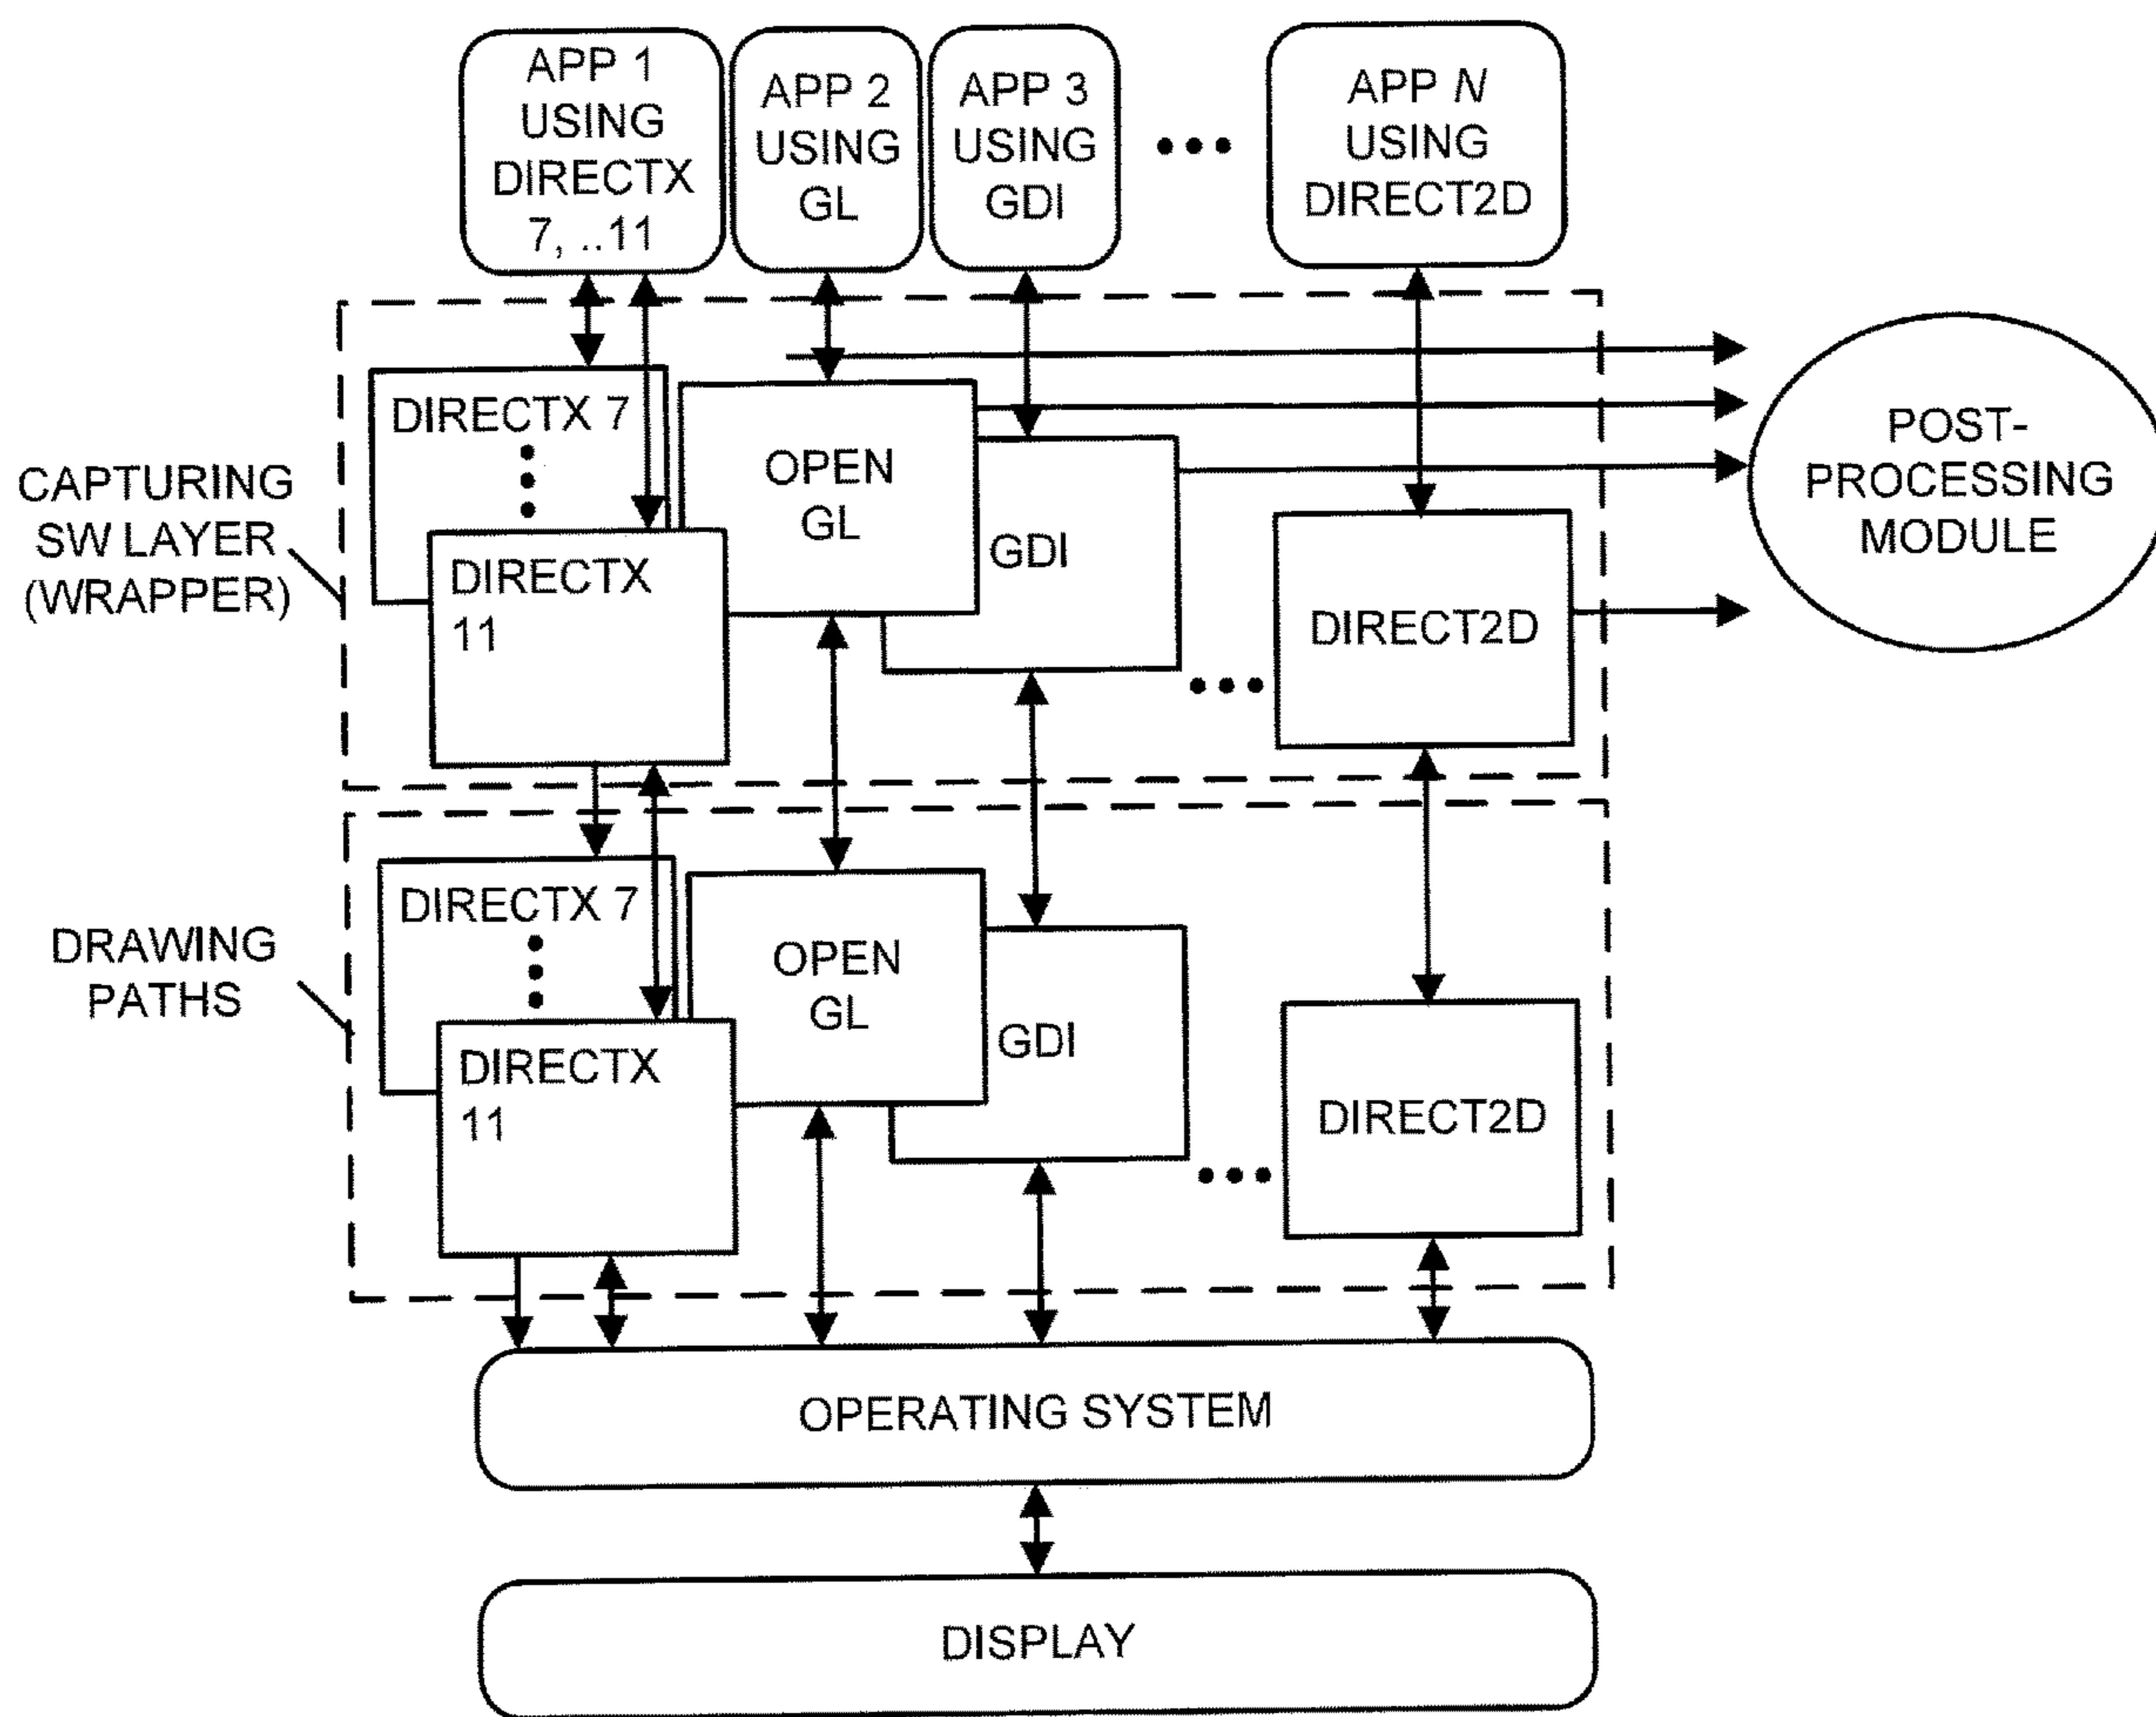 APP 1
USING
DIRECTX
7, ..11
APP 2
USING
GL
APP 3
USING
GDI
APP N
USING
DIRECT2D
CAPTURING
SW LAYER
(WRAPPER)
DIRECTX 7
DIRECTX
11
OPEN
GL
GDI
DIRECT2D
POST-
PROCESSING
MODULE
DRAWING
PATHS
DIRECTX 7
DIRECTX
11
OPEN
GL
GDI
DIRECT2D
OPERATING SYSTEM
DISPLAY